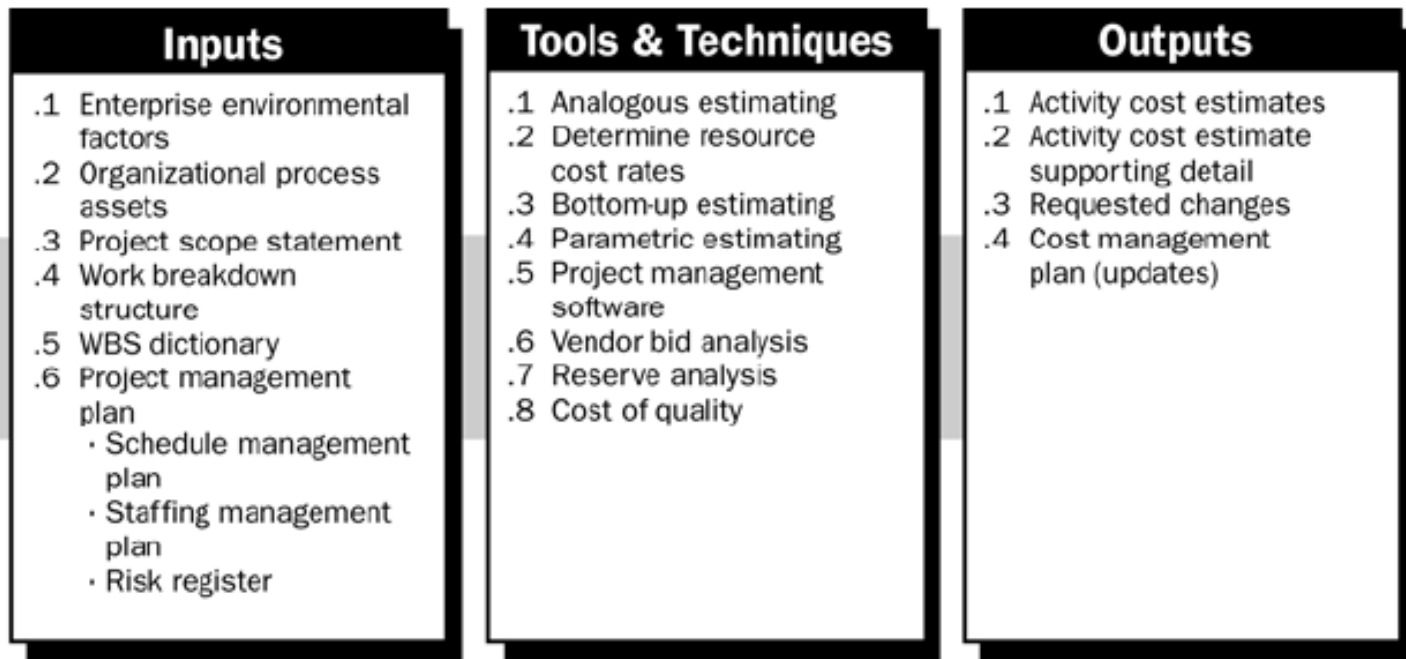 Inputs
.1 Enterprise environmental
factors
.2 Organizational process
assets
.3 Project scope statement
.4 Work breakdown
structure
.5 WBS dictionary
.6 Project management
plan
· Schedule management
plan
· Staffing management
plan
· Risk register
Tools & Techniques
.1 Analogous estimating
.2 Determine resource
cost rates
.3 Bottom-up estimating
.4 Parametric estimating
.5 Project management
software
.6 Vendor bid analysis
.7 Reserve analysis
.8 Cost of quality
Outputs
.1 Activity cost estimates
.2 Activity cost estimate
supporting detail
.3 Requested changes
.4 Cost management
plan (updates)